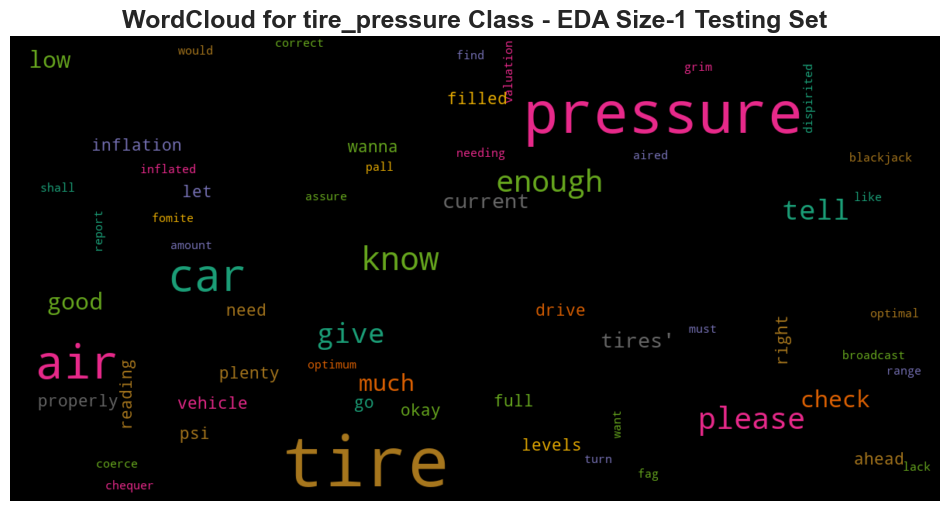 WordCloud for tire_pressure Class - EDA Size-1 Testing Set
low
would
correct
find
valuation
grim
dispirited
filled
pressure
inflation
wanna
needing
aired
blackjack
inflated
pall
enough
shall
let
assure
current
tell
like
report
fomite
amount
know
car
good
need
drive
optimal
give
tires'
must
right
air
reading
optimum
plenty
much
broadcast
range
properly
vehicle
go
okay
full
please
check
psi
want
levels
tire
coerce
turn
fag
ahead
lack
chequer